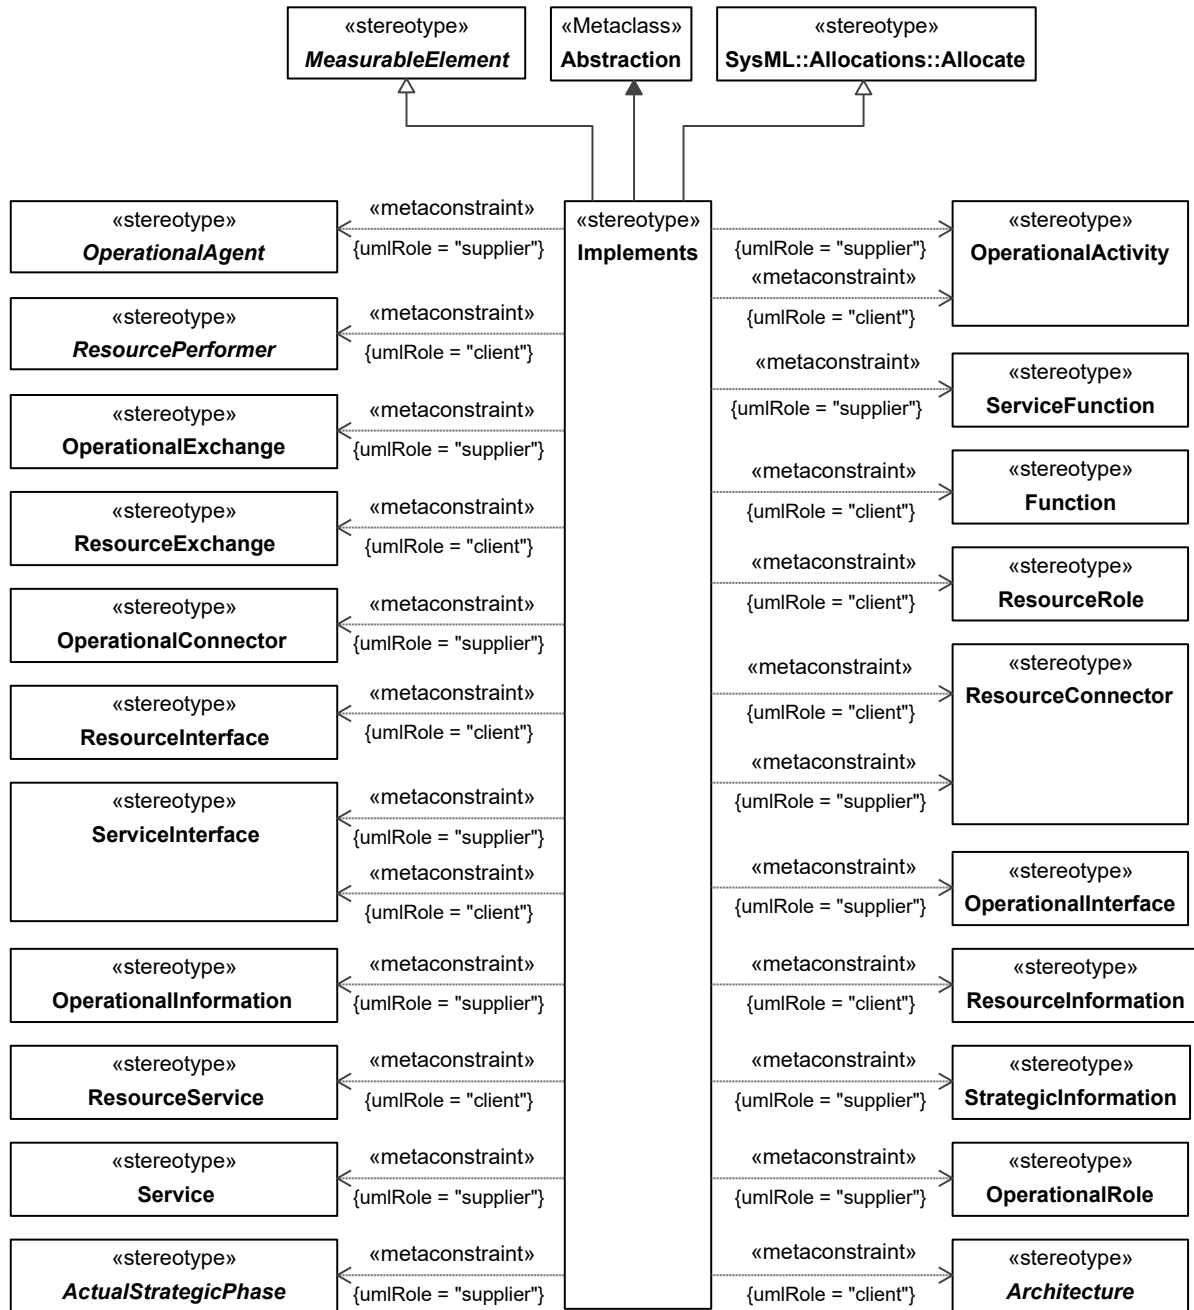 «stereotype»
MeasurableElement
«Metaclass»
Abstraction
«stereotype»
SysML::Allocations::Allocate
«stereotype»
Implements
«stereotype»
OperationalAgent
«metaconstraint»
{umlRole = "supplier"}
«stereotype»
ResourcePerformer
«metaconstraint»
{umlRole = "client"}
«stereotype»
OperationalExchange
«metaconstraint»
{umlRole = "supplier"}
«stereotype»
ResourceExchange
«metaconstraint»
{umlRole = "client"}
«stereotype»
OperationalConnector
«metaconstraint»
{umlRole = "supplier"}
«stereotype»
ResourceInterface
«metaconstraint»
{umlRole = "client"}
«stereotype»
ServiceInterface
«metaconstraint»
{umlRole = "supplier"}
«metaconstraint»
{umlRole = "client"}
«stereotype»
OperationalInformation
«metaconstraint»
{umlRole = "supplier"}
«stereotype»
ResourceService
«metaconstraint»
{umlRole = "client"}
«stereotype»
Service
«metaconstraint»
{umlRole = "supplier"}
«stereotype»
ActualStrategicPhase
«metaconstraint»
{umlRole = "supplier"}
{umlRole = "supplier"}
«metaconstraint»
{umlRole = "client"}
«stereotype»
OperationalActivity
«metaconstraint»
{umlRole = "supplier"}
«stereotype»
ServiceFunction
«metaconstraint»
{umlRole = "client"}
«stereotype»
Function
«metaconstraint»
{umlRole = "client"}
«stereotype»
ResourceRole
«metaconstraint»
{umlRole = "client"}
«metaconstraint»
{umlRole = "supplier"}
«stereotype»
ResourceConnector
«metaconstraint»
{umlRole = "supplier"}
«stereotype»
OperationalInterface
«metaconstraint»
{umlRole = "client"}
«stereotype»
ResourceInformation
«metaconstraint»
{umlRole = "supplier"}
«stereotype»
StrategicInformation
«metaconstraint»
{umlRole = "supplier"}
«stereotype»
OperationalRole
«metaconstraint»
{umlRole = "client"}
«stereotype»
Architecture